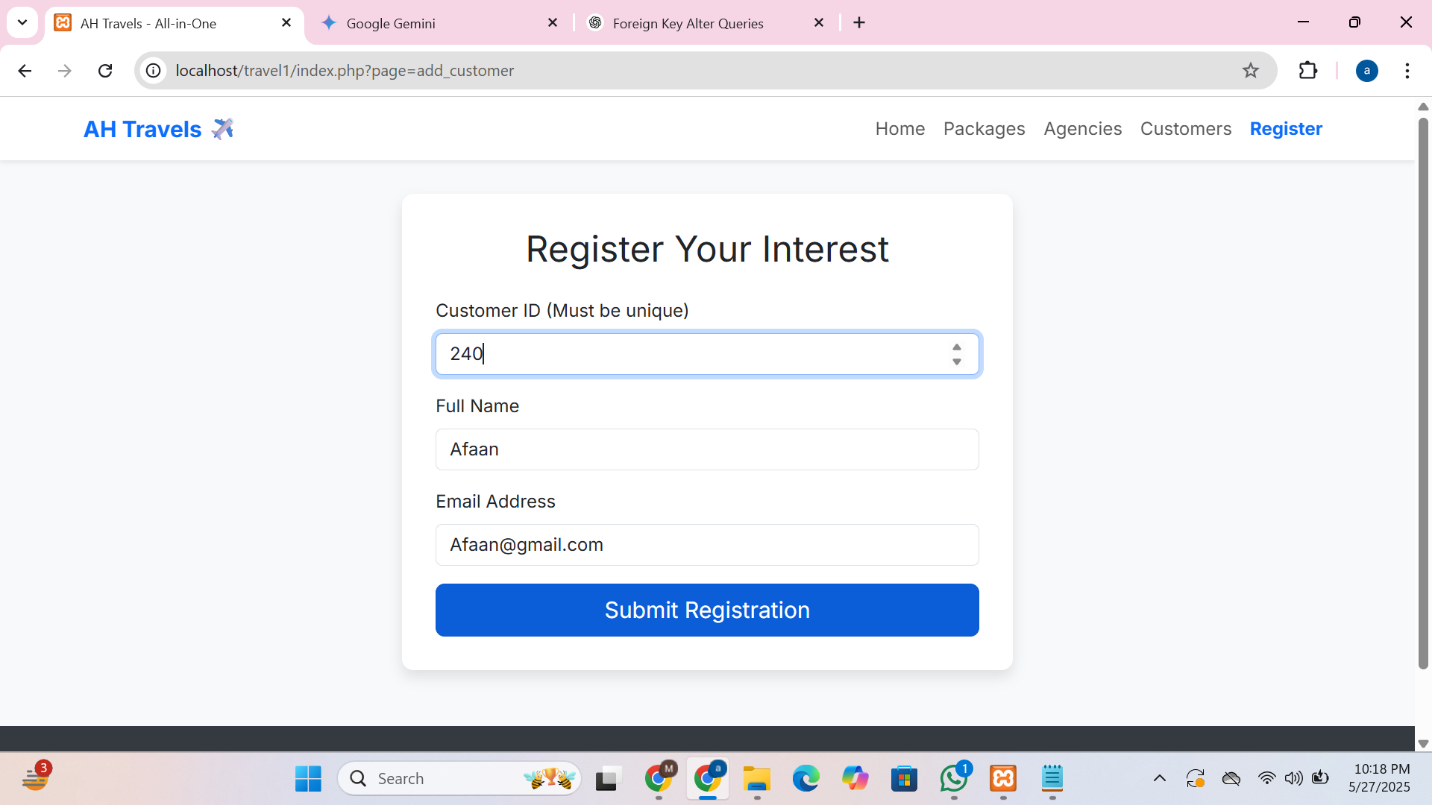 AH Travels - All-in-One
Google Gemini
Foreign Key Alter Queries
localhost/travel1/index.php?page=add_customer
a
AH Travels
Home Packages Agencies Customers Register
Register Your Interest
Customer ID (Must be unique)
240
Full Name
Afaan
Email Address
Afaan@gmail.com
Submit Registration
3
Search
M
a
1
10:18 PM
5/27/2025